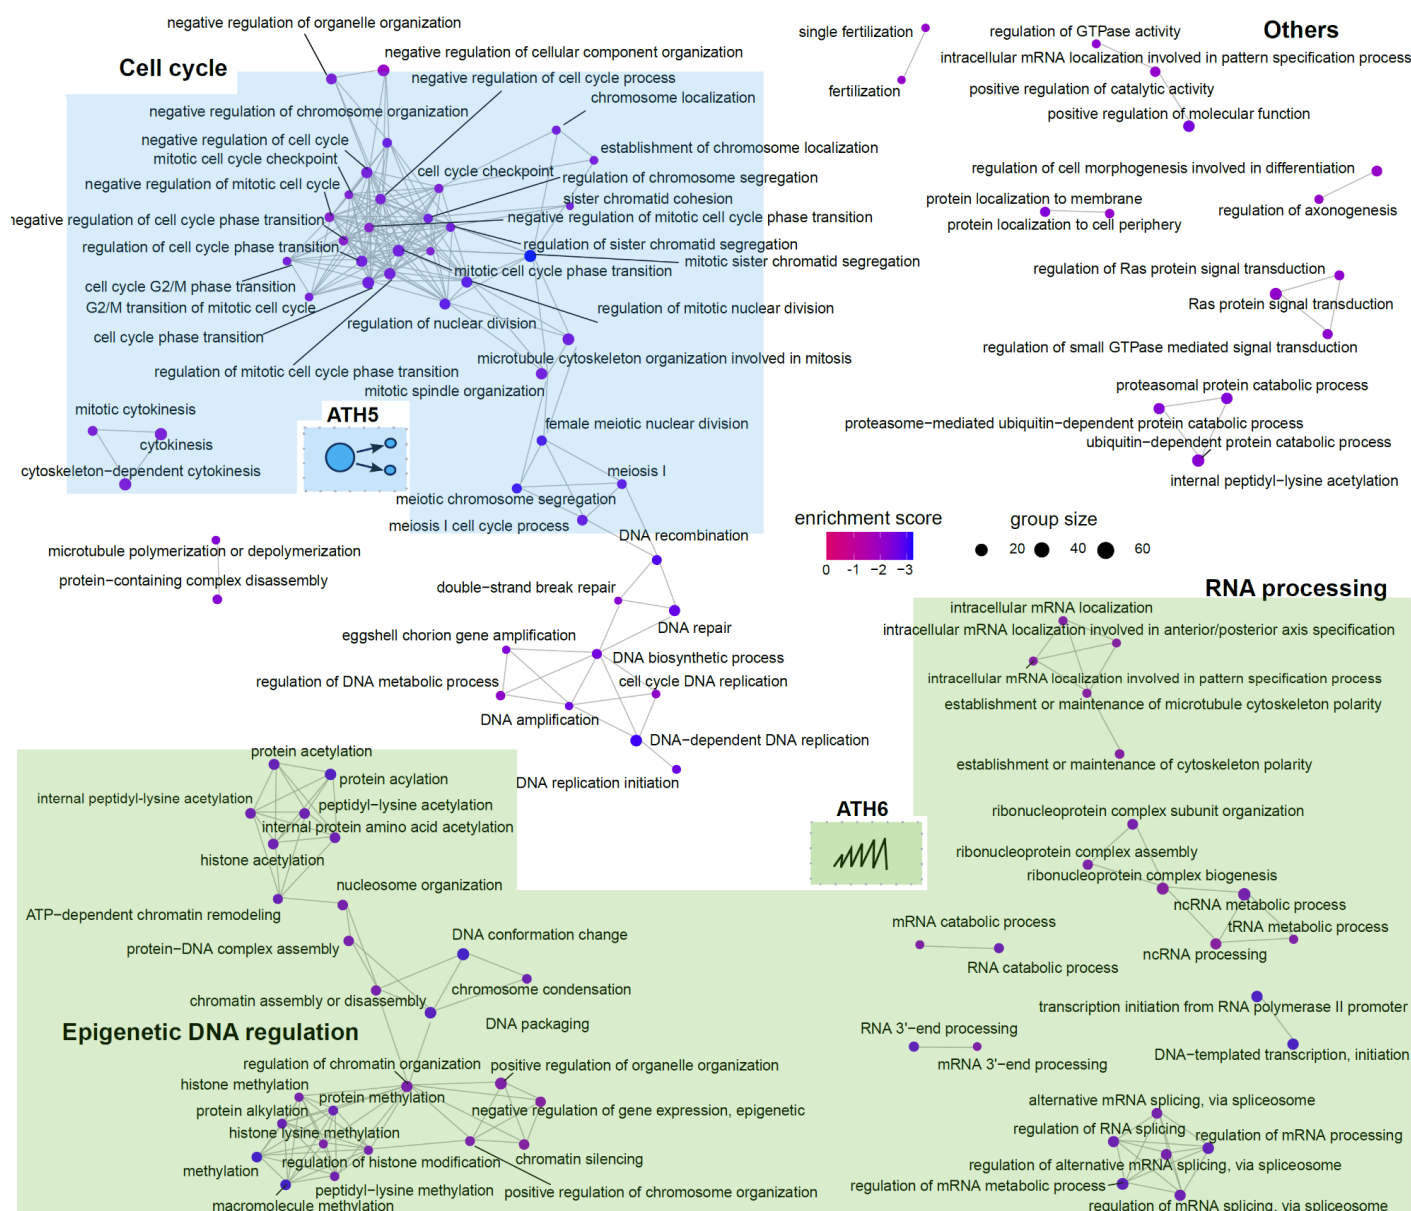 negative regulation of organelle organization
single fertilization
regulation of GTPase activity
Others
negative regulation of cellular component organization
intracellular mRNA localization involved in pattern specification process
Cell cycle
negative regulation of cell cycle process
fertilization
positive regulation of catalytic activity
chromosome localization
negative regulation of chromosome organization
positive regulation of molecular function
negative regulation of cell cycle
establishment of chromosome localization
mitotic cell cycle checkpoint
cell cycle checkpoint
regulation of cell morphogenesis involved in differentiation
negative regulation of mitotic cell cycle
regulation of chromosome segregation
sister chromatid cohesion
protein localization to membrane
regulation of axonogenesis
negative regulation of cell cycle phase transition
negative regulation of mitotic cell cycle phase transition
protein localization to cell periphery
regulation of cell cycle phase transition
regulation of sister chromatid segregation
mitotic sister chromatid segregation
mitotic cell cycle phase transition
regulation of Ras protein signal transduction
cell cycle G2/M phase transition
G2/M transition of mitotic cell cycle
regulation of mitotic nuclear division
Ras protein signal transduction
regulation of nuclear division
cell cycle phase transition
regulation of small GTPase mediated signal transduction
microtubule cytoskeleton organization involved in mitosis
regulation of mitotic cell cycle phase transition
mitotic spindle organization
proteasomal protein catabolic process
mitotic cytokinesis
ATH5
female meiotic nuclear division
proteasome−mediated ubiquitin−dependent protein catabolic process
cytokinesis
ubiquitin−dependent protein catabolic process
cytoskeleton−dependent cytokinesis
meiosis I
internal peptidyl−lysine acetylation
meiotic chromosome segregation
meiosis I cell cycle process
enrichment score
group size
DNA recombination
20 40 60
microtubule polymerization or depolymerization
0 -1 −2 −3
protein−containing complex disassembly
double−strand break repair
RNA processing
intracellular mRNA localization
DNA repair
intracellular mRNA localization involved in anterior/posterior axis specification
eggshell chorion gene amplification
DNA biosynthetic process
regulation of DNA metabolic process
cell cycle DNA replication
intracellular mRNA localization involved in pattern specification process
establishment or maintenance of microtubule cytoskeleton polarity
DNA amplification
DNA−dependent DNA replication
protein acetylation
establishment or maintenance of cytoskeleton polarity
protein acylation
DNA replication initiation
internal peptidyl-lysine acetylation
peptidyl−lysine acetylation
ATH6
ribonucleoprotein complex subunit organization
internal protein amino acid acetylation
histone acetylation
ribonucleoprotein complex assembly
ribonucleoprotein complex biogenesis
nucleosome organization
ncRNA metabolic process
ATP−dependent chromatin remodeling
mRNA catabolic process
tRNA metabolic process
DNA conformation change
protein−DNA complex assembly
ncRNA processing
RNA catabolic process
chromosome condensation
chromatin assembly or disassembly
transcription initiation from RNA polymerase II promoter
Epigenetic DNA regulation
DNA packaging
RNA 3'−end processing
DNA−templated transcription, initiation
regulation of chromatin organization
positive regulation of organelle organization
mRNA 3'−end processing
histone methylation
protein methylation
alternative mRNA splicing, via spliceosome
protein alkylation
negative regulation of gene expression, epigenetic
regulation of RNA splicing
regulation of mRNA processing
histone lysine methylation
regulation of histone modification
chromatin silencing
regulation of alternative mRNA splicing, via spliceosome
methylation
peptidyl−lysine methylation
positive regulation of chromosome organization
regulation of mRNA metabolic process
macromolecule methylation
regulation of mRNA splicing, via spliceosome